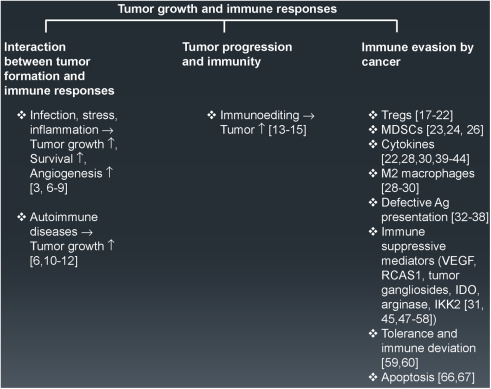 Tumor growth and immune responses
Interaction
between tumor
formation and
immune responses
❖ Infection, stress,
inflammation →
Tumor growth ↑,
Survival ↑,
Angiogenesis ↑
[3, 6-9]
❖ Autoimmune
diseases →
Tumor growth ↑
[6,10-12]
Tumor progression
and immunity
❖ Immunoediting →
Tumor ↑ [13-15]
Immune evasion by
cancer
❖ Tregs [17-22]
❖ MDSCs [23,24, 26]
❖ Cytokines
[22,28,30,39-44]
❖ M2 macrophages
[28-30]
❖ Defective Ag
presentation [32-38]
❖ Immune
suppressive
mediators (VEGF,
RCAS1, tumor
gangliosides, IDO,
arginase, IKK2 [31,
45,47-58])
❖ Tolerance and
immune deviation
[59,60]
❖ Apoptosis [66,67]